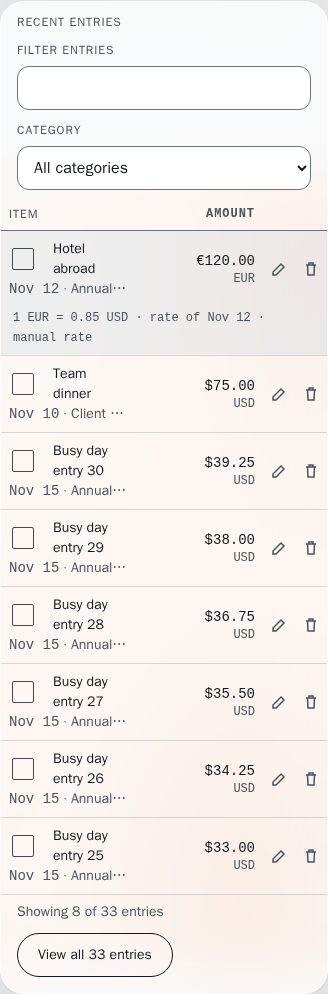 RECENT ENTRIES
FILTER ENTRIES
CATEGORY
All categories
ITEM AMOUNT
Hotel
abroad
€120.00
EUR
Nov 12 · Annual···
1 EUR = 0.85 USD · rate of Nov 12 ·
manual rate
Team
dinner
$75.00
USD
Nov 10 · Client ···
Busy day
entry 30
$39.25
USD
Nov 15 · Annual···
Busy day
entry 29
$38.00
USD
Nov 15 · Annual···
Busy day
entry 28
$36.75
USD
Nov 15 · Annual···
Busy day
entry 27
$35.50
USD
Nov 15 · Annual···
Busy day
entry 26
$34.25
USD
Nov 15 · Annual···
Busy day
entry 25
$33.00
USD
Nov 15 · Annual···
Showing 8 of 33 entries
View all 33 entries